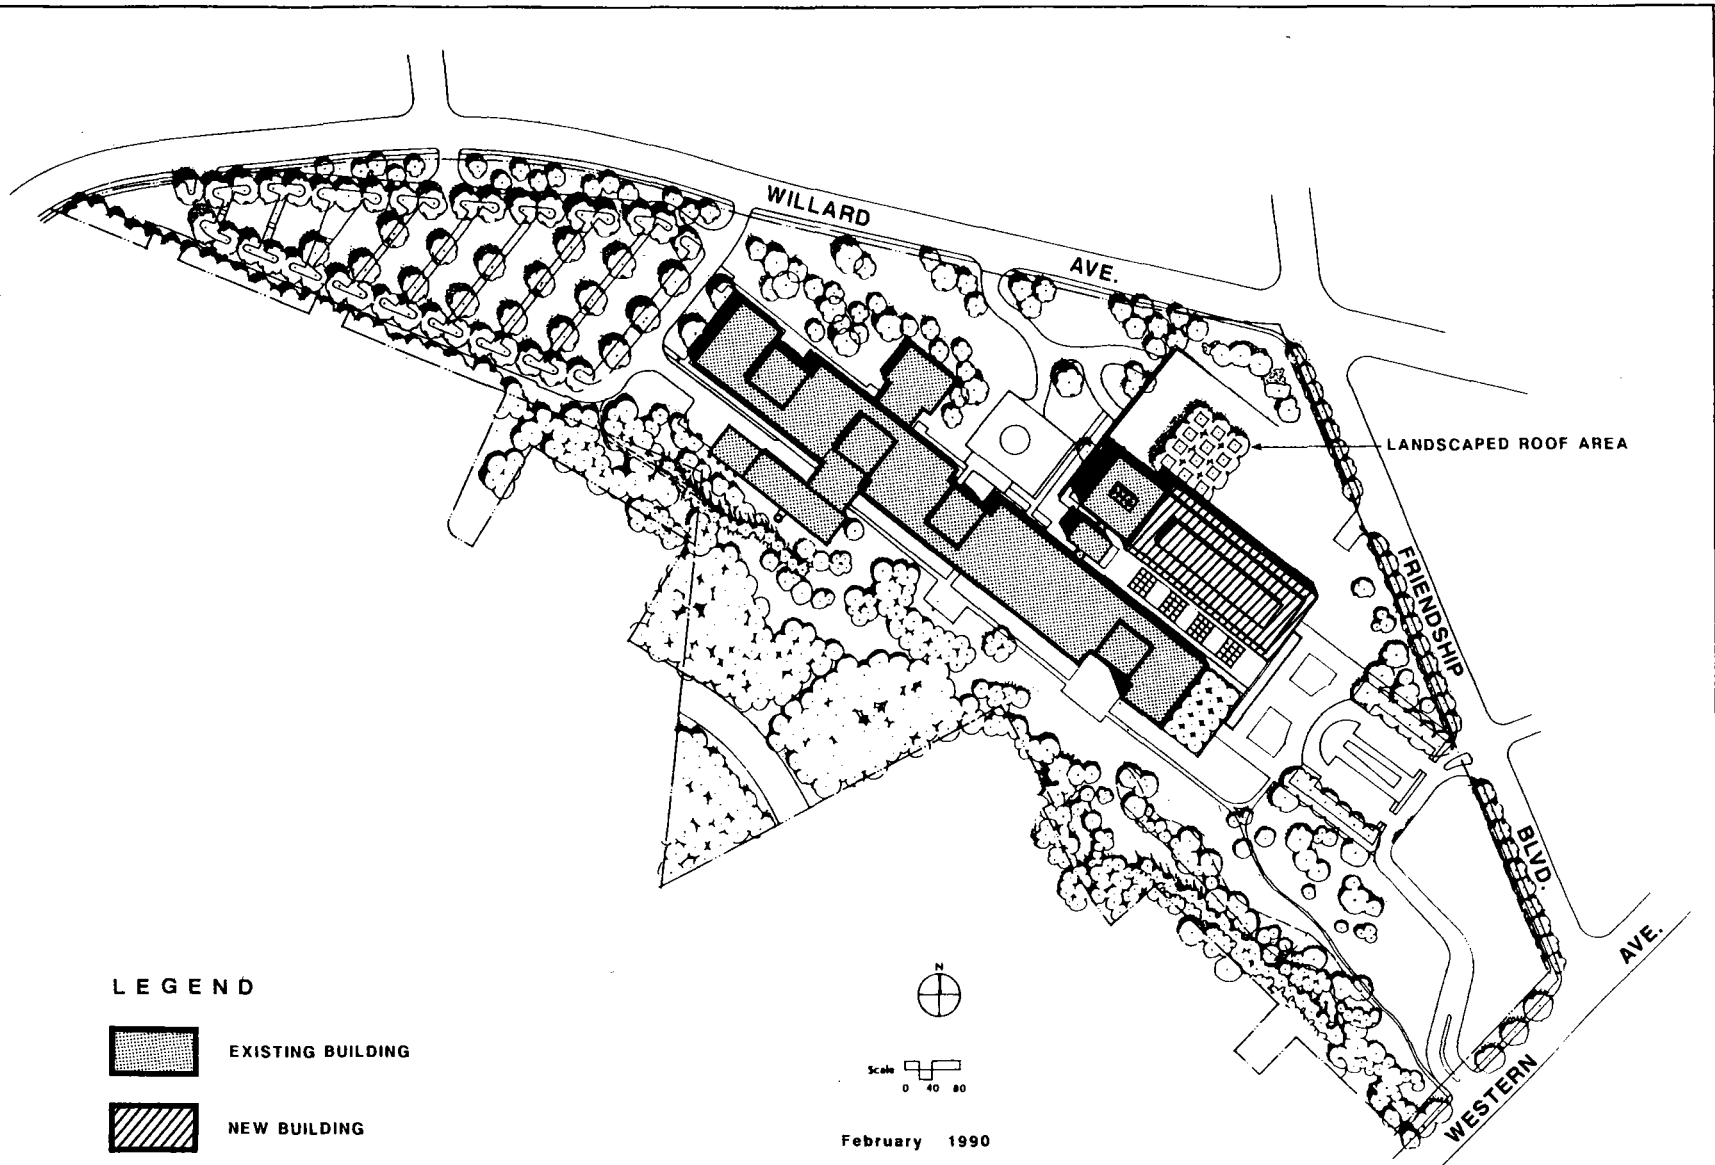 WILLARD
AVE.
LANDSCAPED ROOF AREA
FRIENDSHIP
BLVD.
AVE.
WESTERN
LEGEND
EXISTING BUILDING
NEW BUILDING
N
Scale
0 40 80
February 1990